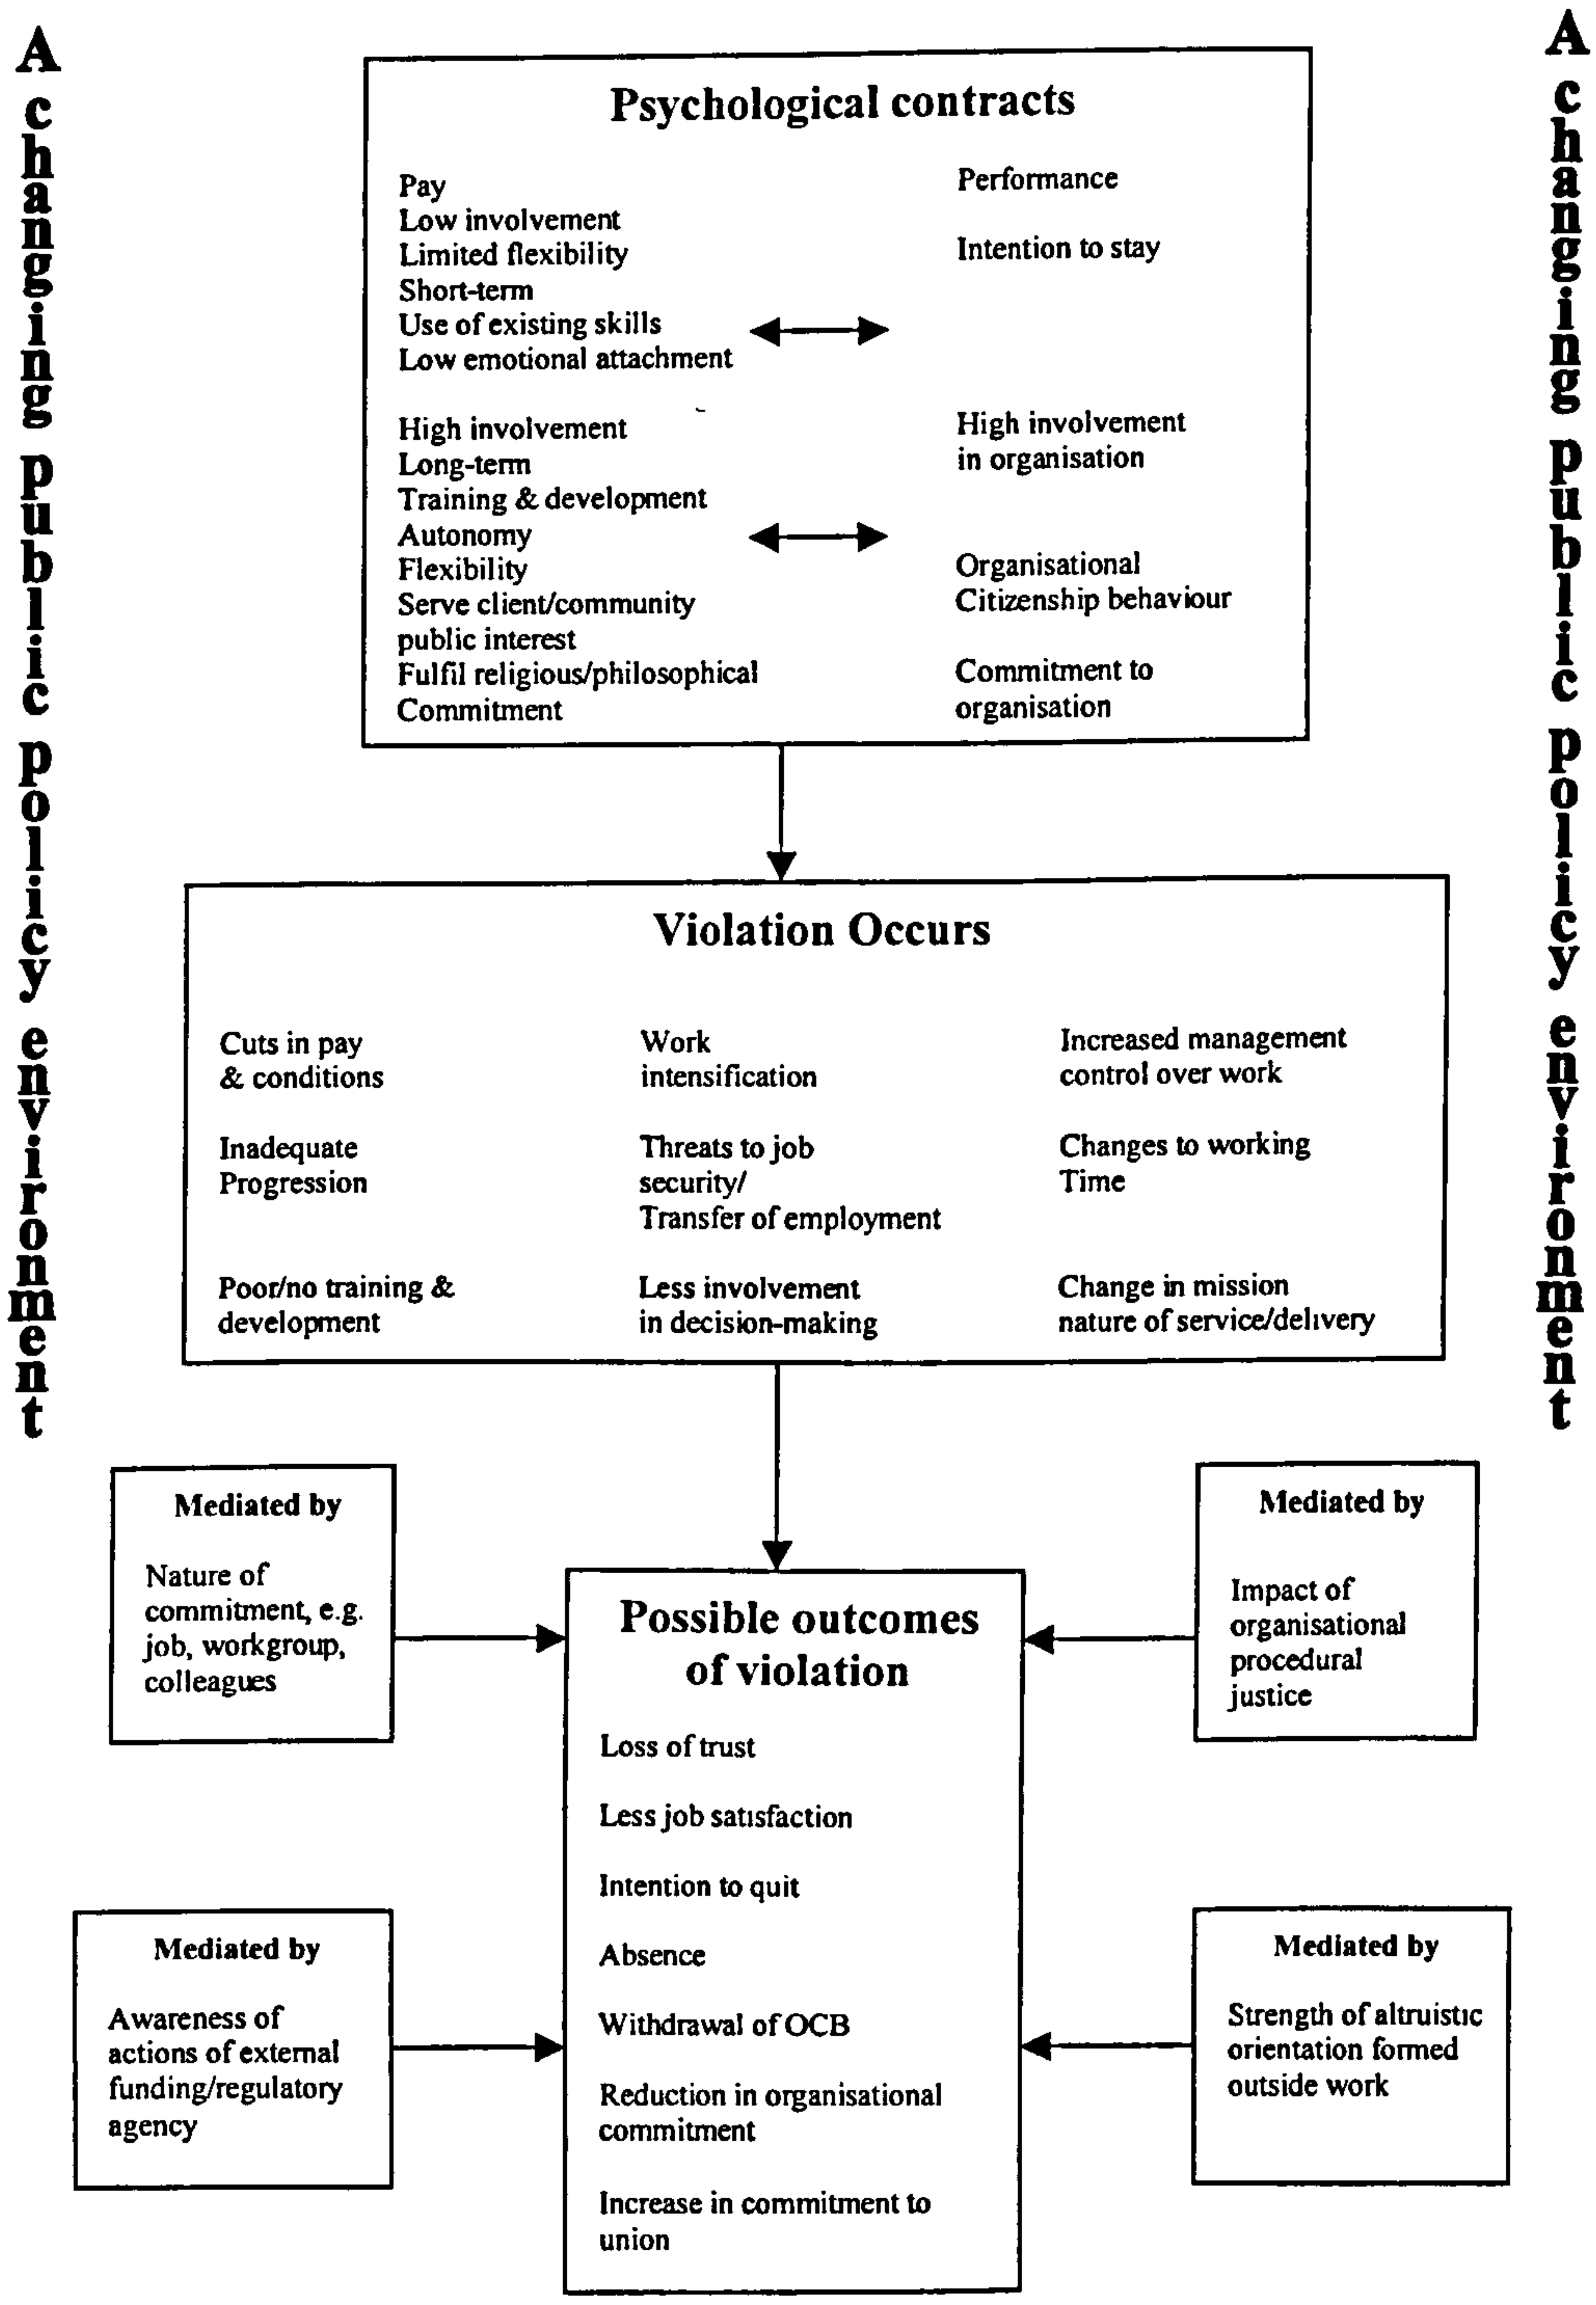 A changing public policy environment
Psychological contracts
Pay
Low involvement
Limited flexibility
Short-term
Use of existing skills
Low emotional attachment
Performance
Intention to stay
High involvement
Long-term
Training & development
Autonomy
Flexibility
Serve client/community
public interest
Fulfil religious/philosophical
Commitment
High involvement
in organisation
Organisational
Citizenship behaviour
Commitment to
organisation
Violation Occurs
Cuts in pay
& conditions
Work
intensification
Increased management
control over work
Inadequate
Progression
Threats to job
security/
Transfer of employment
Changes to working
Time
Poor/no training &
development
Less involvement
in decision-making
Change in mission
nature of service/delivery
Mediated by
Nature of
commitment, e.g.
job, workgroup,
colleagues
Mediated by
Impact of
organisational
procedural
justice
Possible outcomes
of violation
Loss of trust
Less job satisfaction
Intention to quit
Absence
Withdrawal of OCB
Reduction in organisational
commitment
Increase in commitment to
union
Mediated by
Awareness of
actions of external
funding/regulatory
agency
Mediated by
Strength of altruistic
orientation formed
outside work
A changing public policy environment